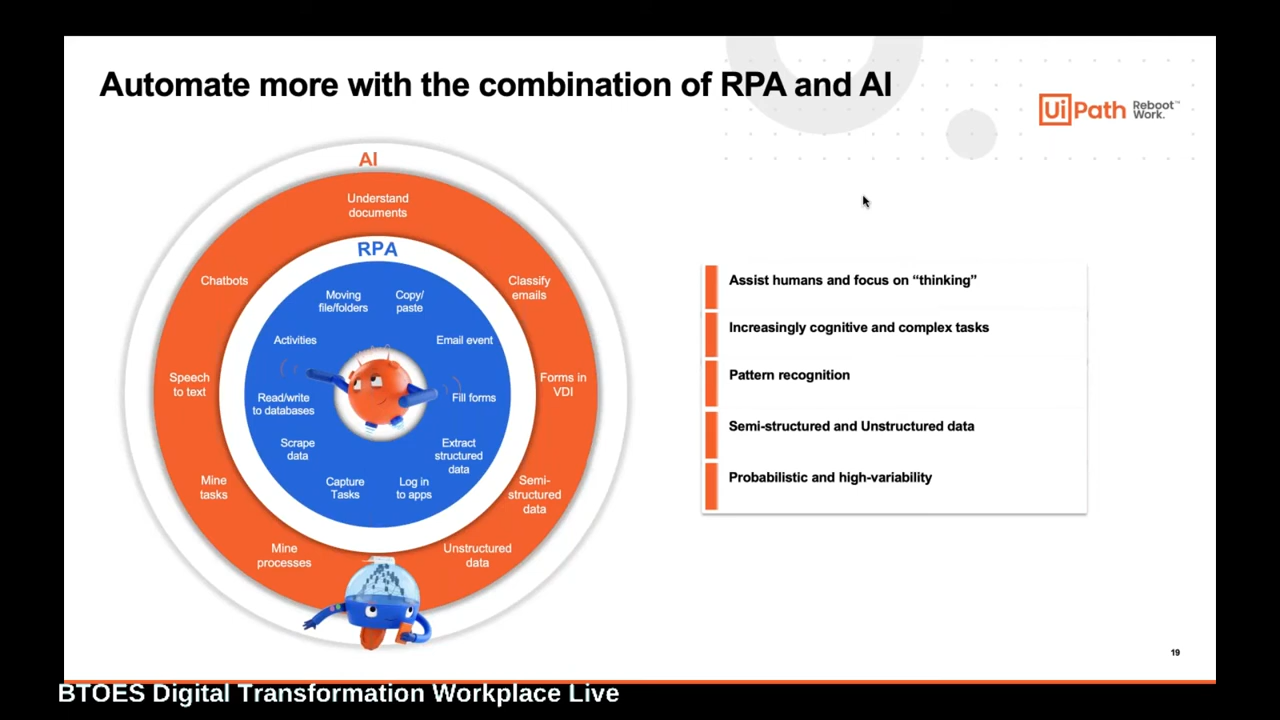 Automate more with the combination of RPA and AI
UiPath Reboot™
Work.
AI
Understand
documents
RPA
Chatbots
Classify
emails
Moving
file/folders
Copy/
paste
Activities
Email event
Speech
to text
Forms in
VDI
Read/write
to databases
Fill forms
Scrape
data
Extract
structured
data
Capture
Tasks
Log in
to apps
Mine
tasks
Semi-
structured
data
Mine
processes
Unstructured
data
Assist humans and focus on “thinking”
Increasingly cognitive and complex tasks
Pattern recognition
Semi-structured and Unstructured data
Probabilistic and high-variability
19
BTOES Digital Transformation Workplace Live